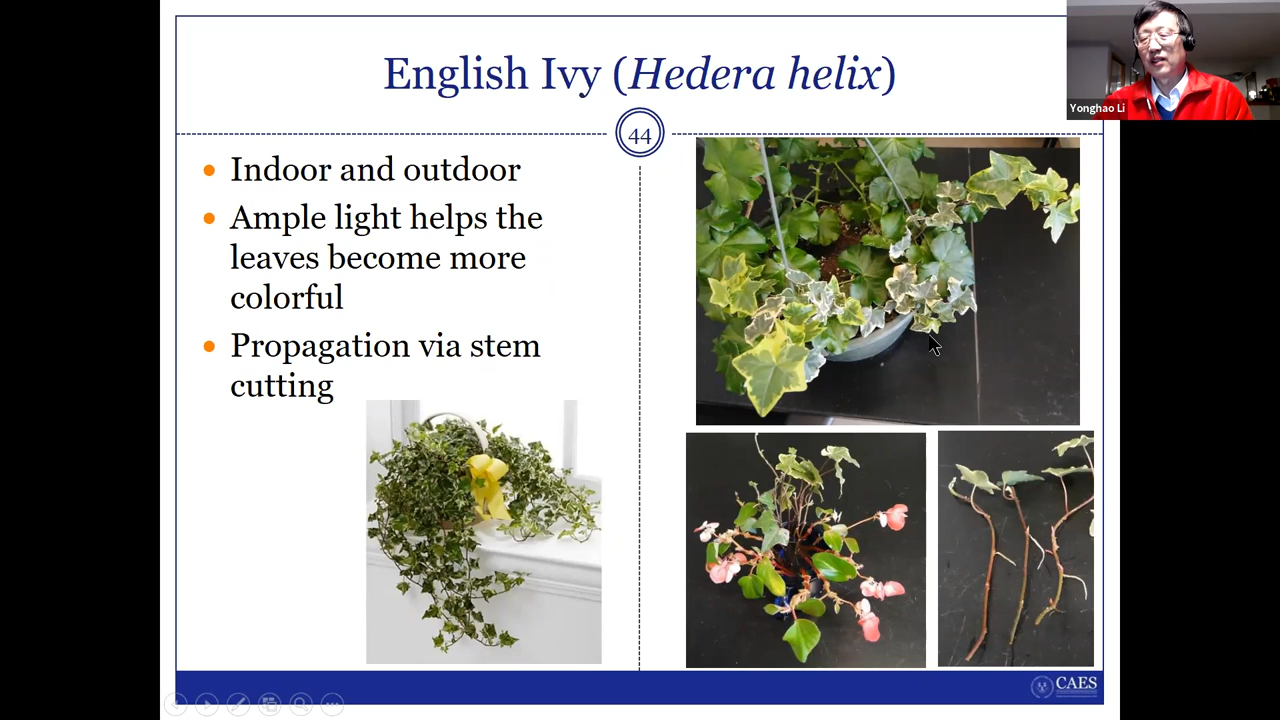 English Ivy (Hedera helix)
44
Indoor and outdoor
Ample light helps the
leaves become more
colorful
Propagation via stem
cutting
Yonghao Li
CAES